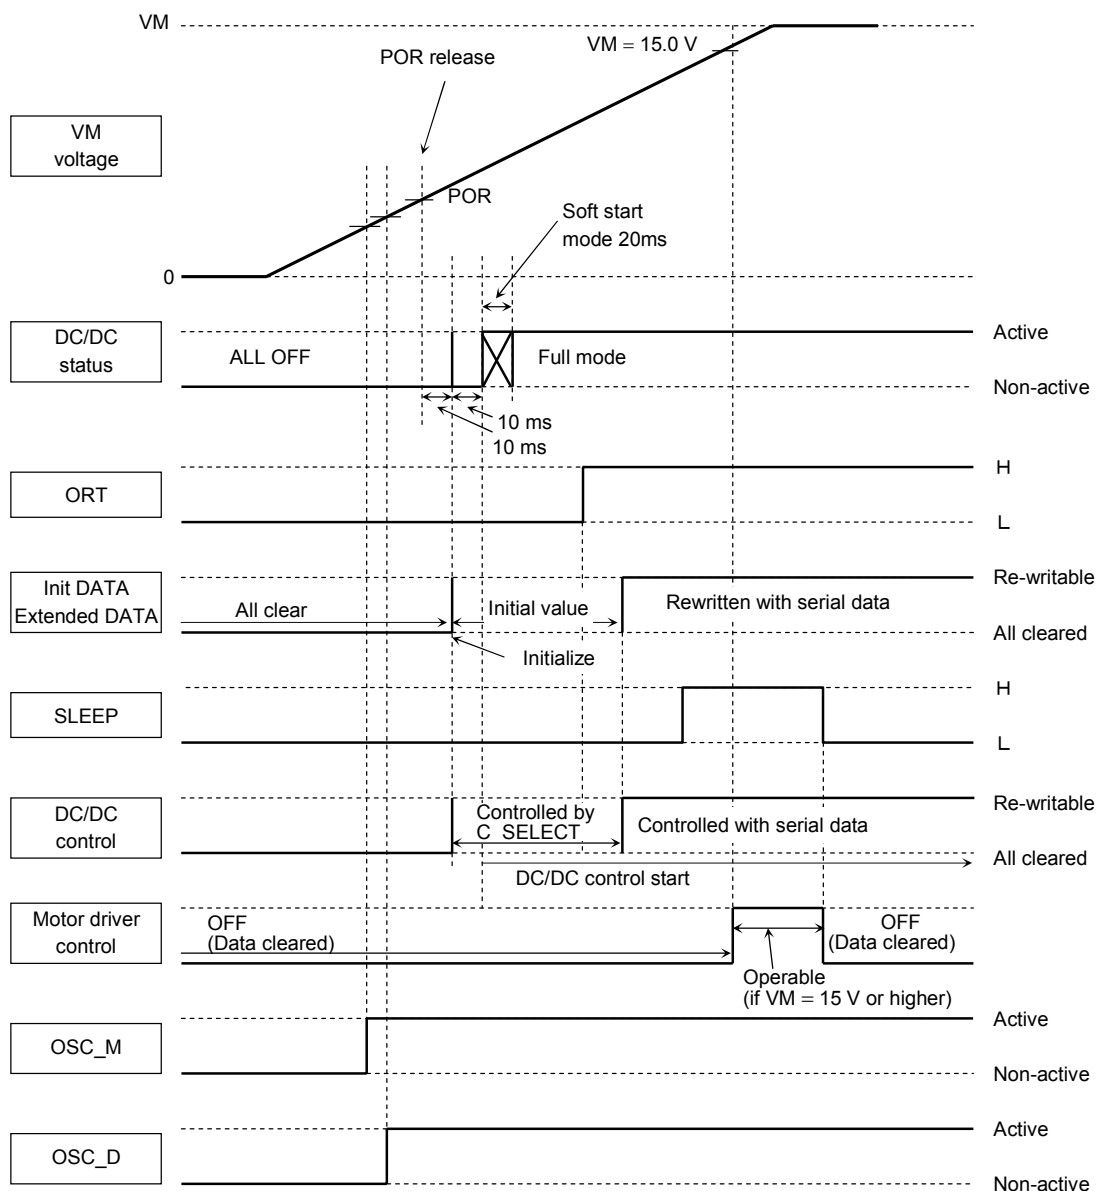 VM
VM = 15.0 V
POR release
VM
voltage
POR
Soft start
mode 20ms
0
DC/DC
status
ALL OFF
Full mode
Active
Non-active
10 ms
10 ms
ORT
H
L
Init DATA
Extended DATA
All clear
Initial value
Rewritten with serial data
Re-writable
All cleared
Initialize
SLEEP
H
L
DC/DC
control
Controlled by
C_SELECT
Controlled with serial data
Re-writable
All cleared
DC/DC control start
Motor driver
control
OFF
(Data cleared)
OFF
(Data cleared)
Operable
(if VM = 15 V or higher)
OSC_M
Active
Non-active
OSC_D
Active
Non-active